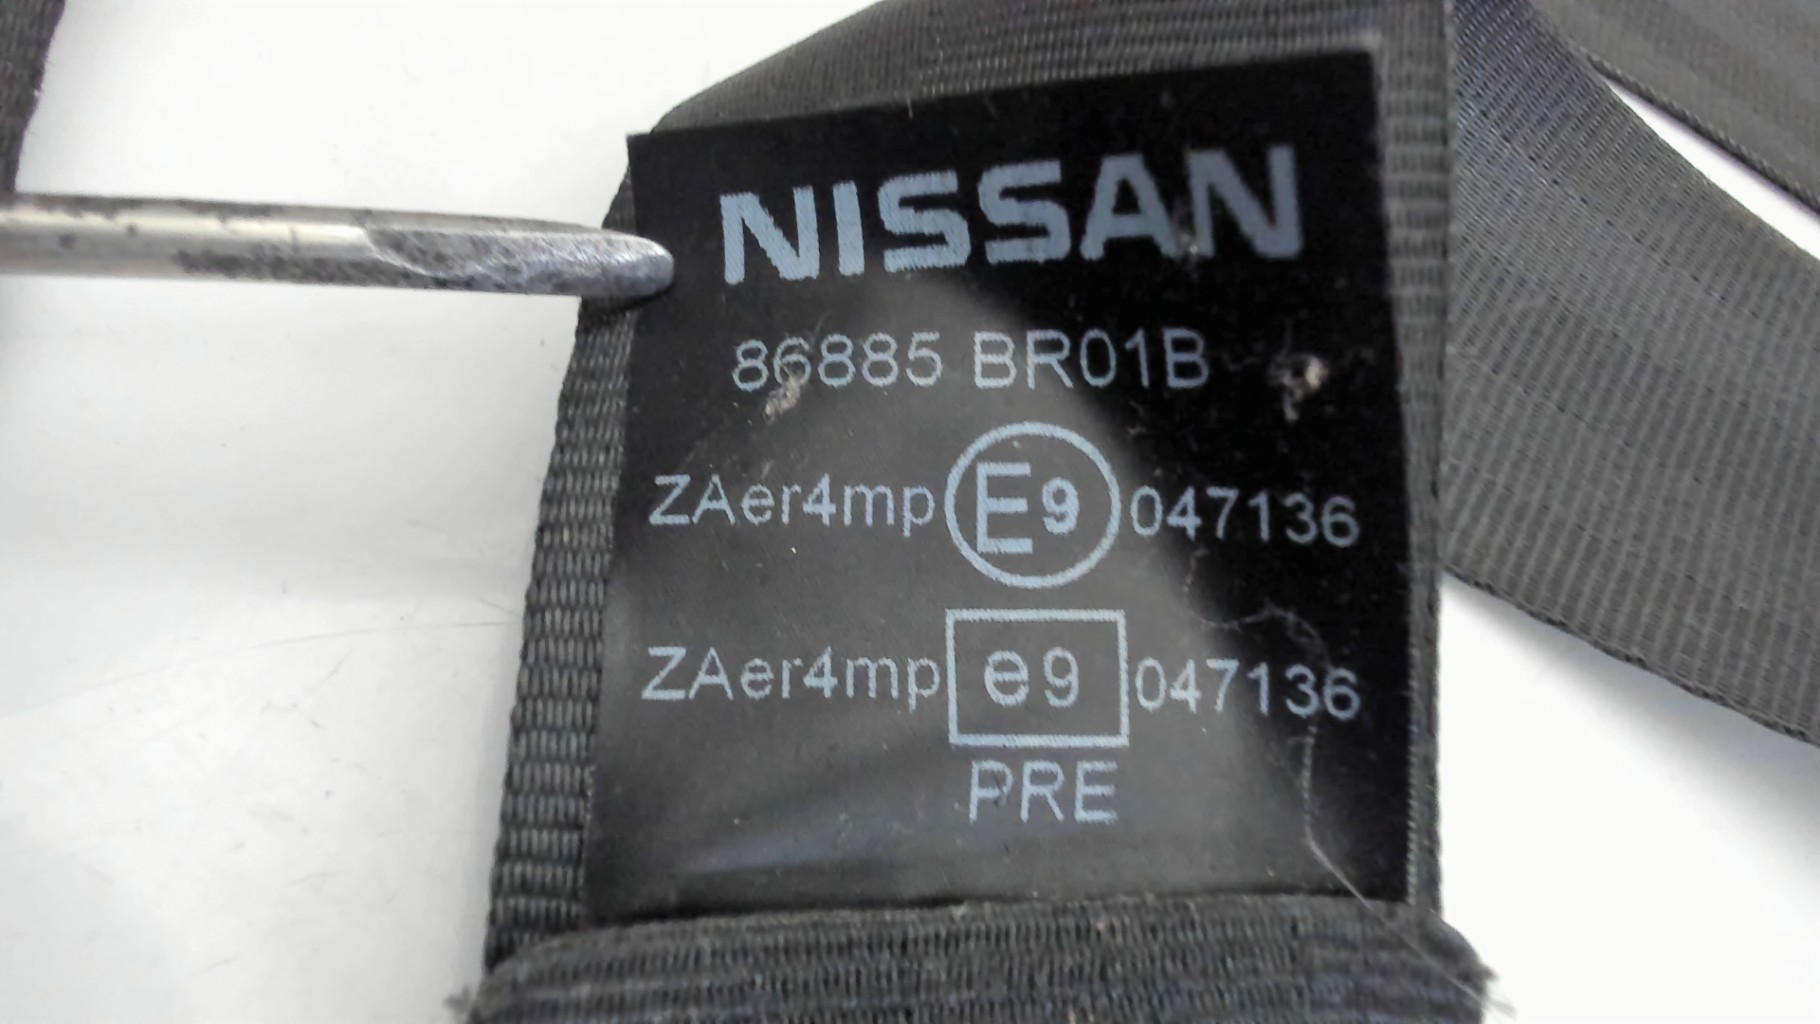 NISSAN
86885 BR01B
ZAer4mp E9 047136
ZAer4mp e9 047136
PRE